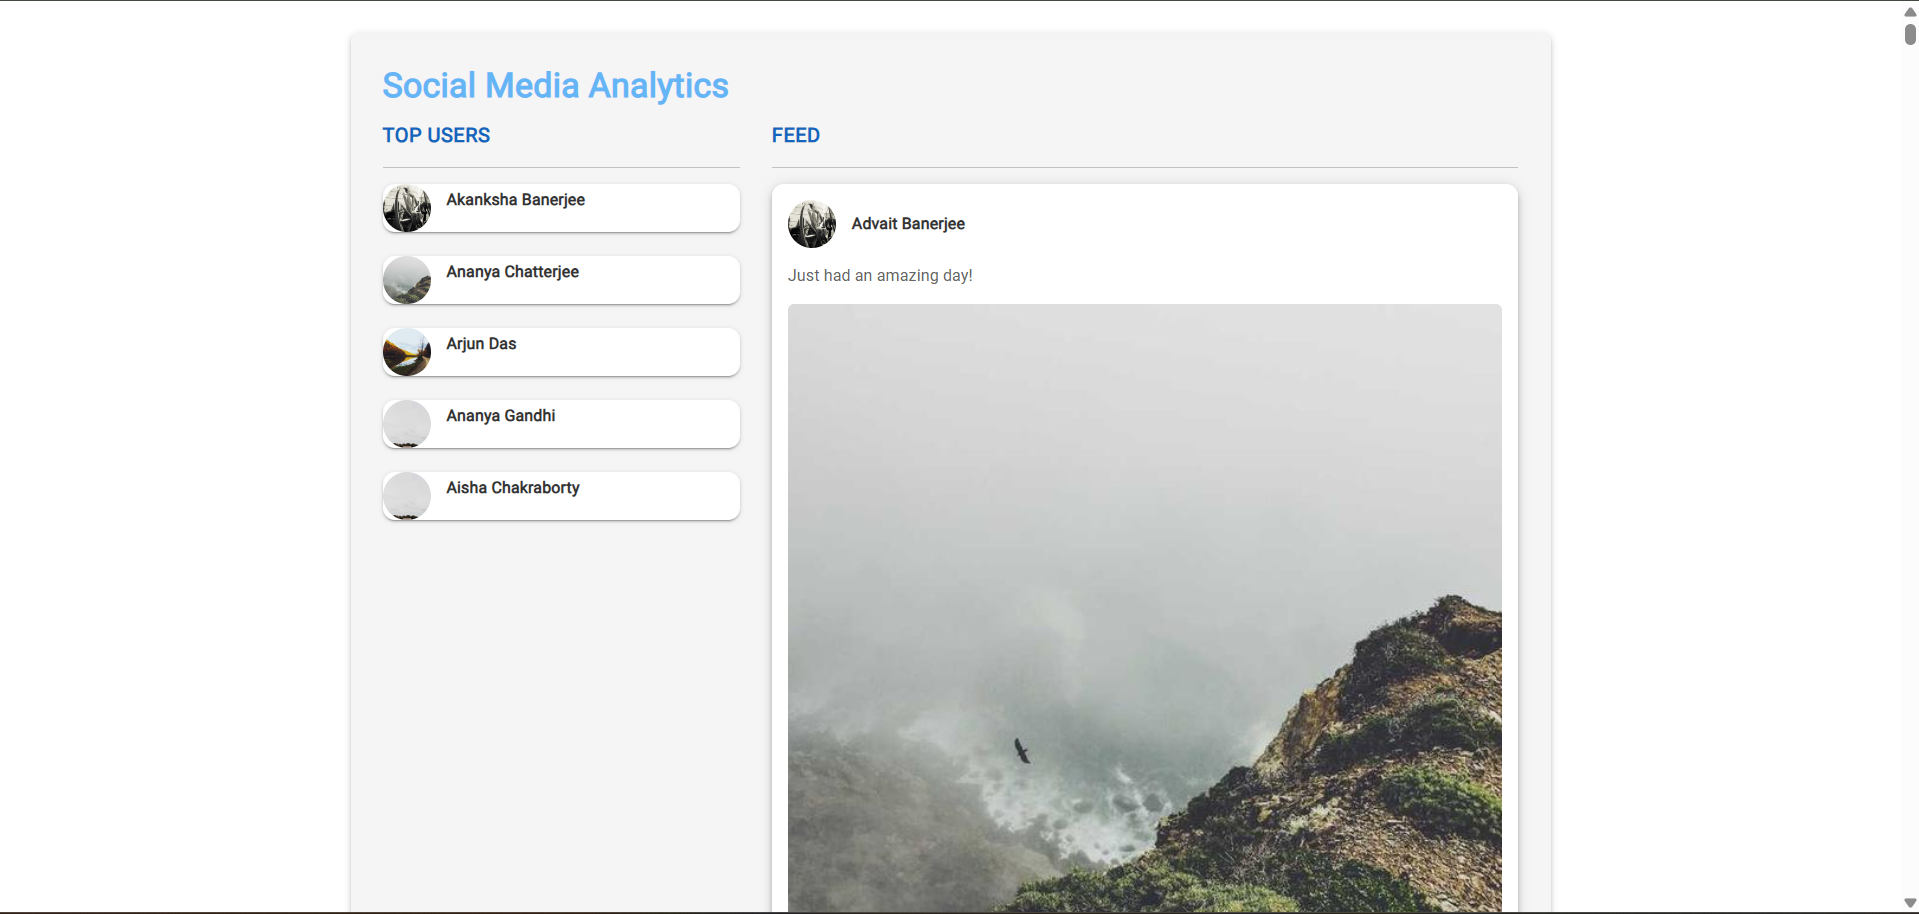 Social Media Analytics
TOP USERS
Akanksha Banerjee
Ananya Chatterjee
Arjun Das
Ananya Gandhi
Aisha Chakraborty
FEED
Advait Banerjee
Just had an amazing day!